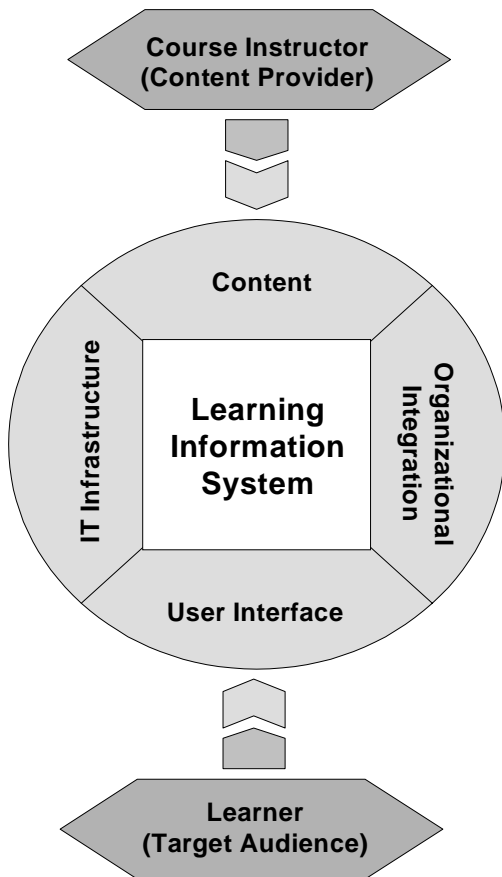 Course Instructor
(Content Provider)
Content
IT Infrastructure
Learning
Information
System
Organizational
Integration
User Interface
Learner
(Target Audience)